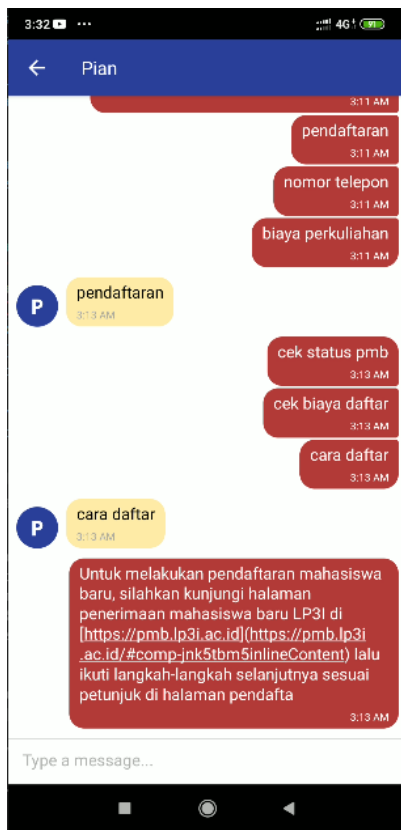 3:32 ...
4G 91
Pian
3:11 AM
pendaftaran
3:11 AM
nomor telepon
3:11 AM
biaya perkuliahan
3:11 AM
P
pendaftaran
3:13 AM
cek status pmb
3:13 AM
cek biaya daftar
3:13 AM
cara daftar
3:13 AM
P
cara daftar
3:13 AM
Untuk melakukan pendaftaran mahasiswa
baru, silahkan kunjungi halaman
penerimaan mahasiswa baru LP3I di
[https://pmb.lp3i.ac.id](https://pmb.lp3i
.ac.id/#comp-jnk5tbm5inlineContent) lalu
ikuti langkah-langkah selanjutnya sesuai
petunjuk di halaman pendafta
3:13 AM
Type a message...